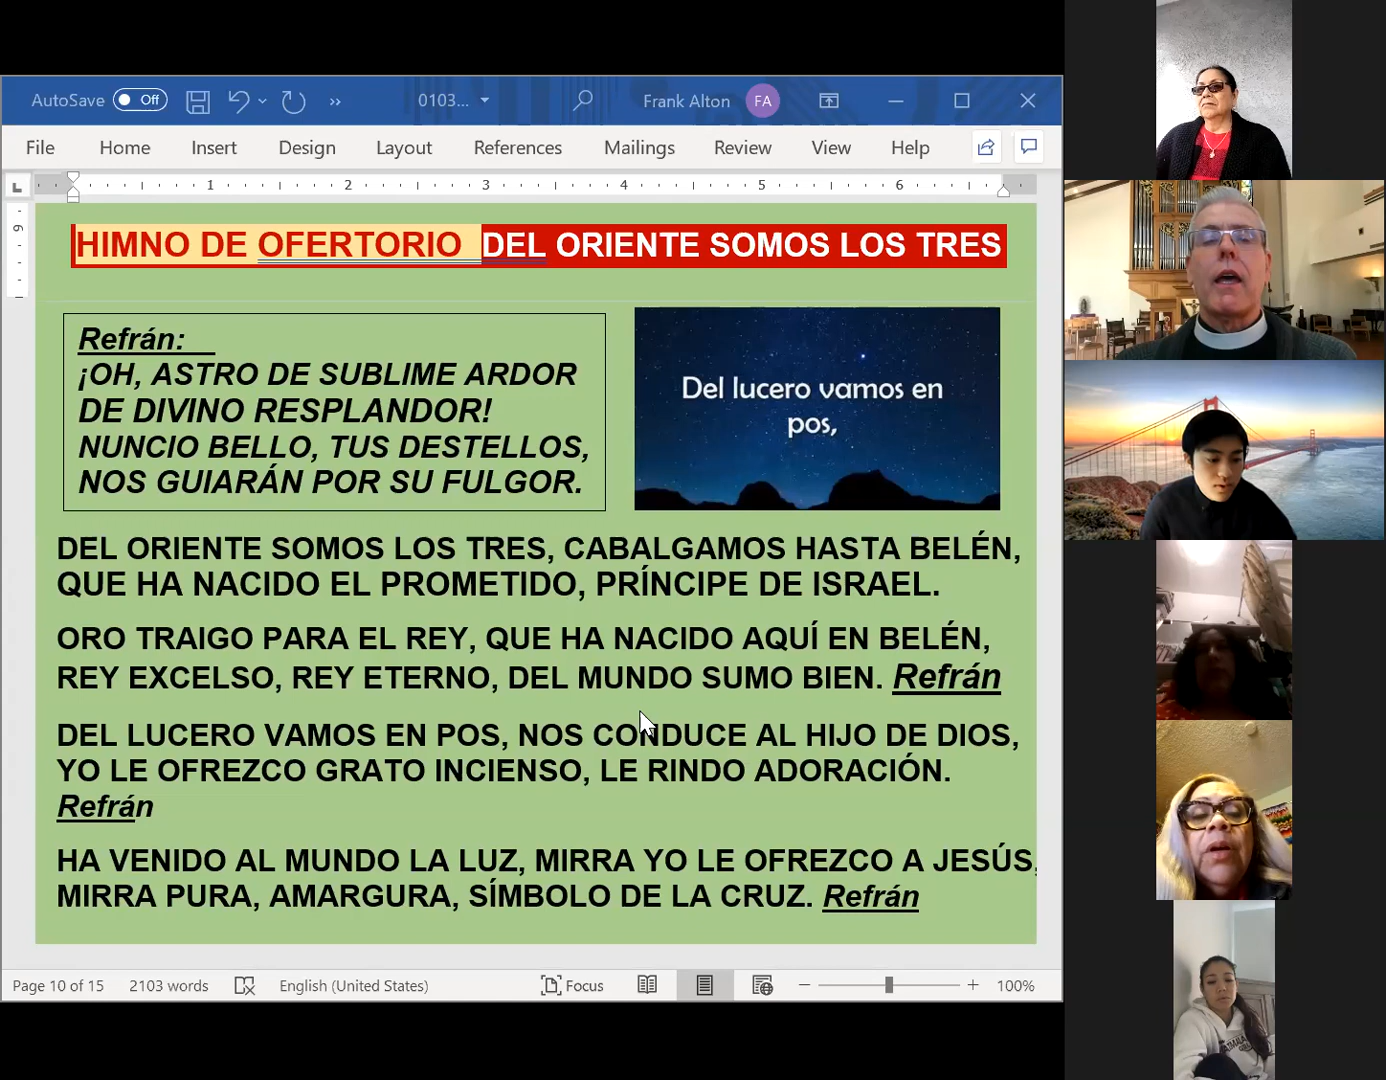 AutoSave Off 0103... Frank Alton FA
File Home Insert Design Layout References Mailings Review View Help
1 2 3 4 5 6
9
HIMNO DE OFERTORIO DEL ORIENTE SOMOS LOS TRES
Refrán:
¡OH, ASTRO DE SUBLIME ARDOR
DE DIVINO RESPLANDOR!
NUNCIO BELLO, TUS DESTELLOS,
NOS GUIARÁN POR SU FULGOR.
Del lucero vamos en
pos,
DEL ORIENTE SOMOS LOS TRES, CABALGAMOS HASTA BELÉN,
QUE HA NACIDO EL PROMETIDO, PRÍNCIPE DE ISRAEL.
ORO TRAIGO PARA EL REY, QUE HA NACIDO AQUÍ EN BELÉN,
REY EXCELSO, REY ETERNO, DEL MUNDO SUMO BIEN. Refrán
DEL LUCERO VAMOS EN POS, NOS CONDUCE AL HIJO DE DIOS,
YO LE OFREZCO GRATO INCIENSO, LE RINDO ADORACIÓN.
Refrán
HA VENIDO AL MUNDO LA LUZ, MIRRA YO LE OFREZCO A JESÚS,
MIRRA PURA, AMARGURA, SÍMBOLO DE LA CRUZ. Refrán
Page 10 of 15 2103 words English (United States) Focus 100%